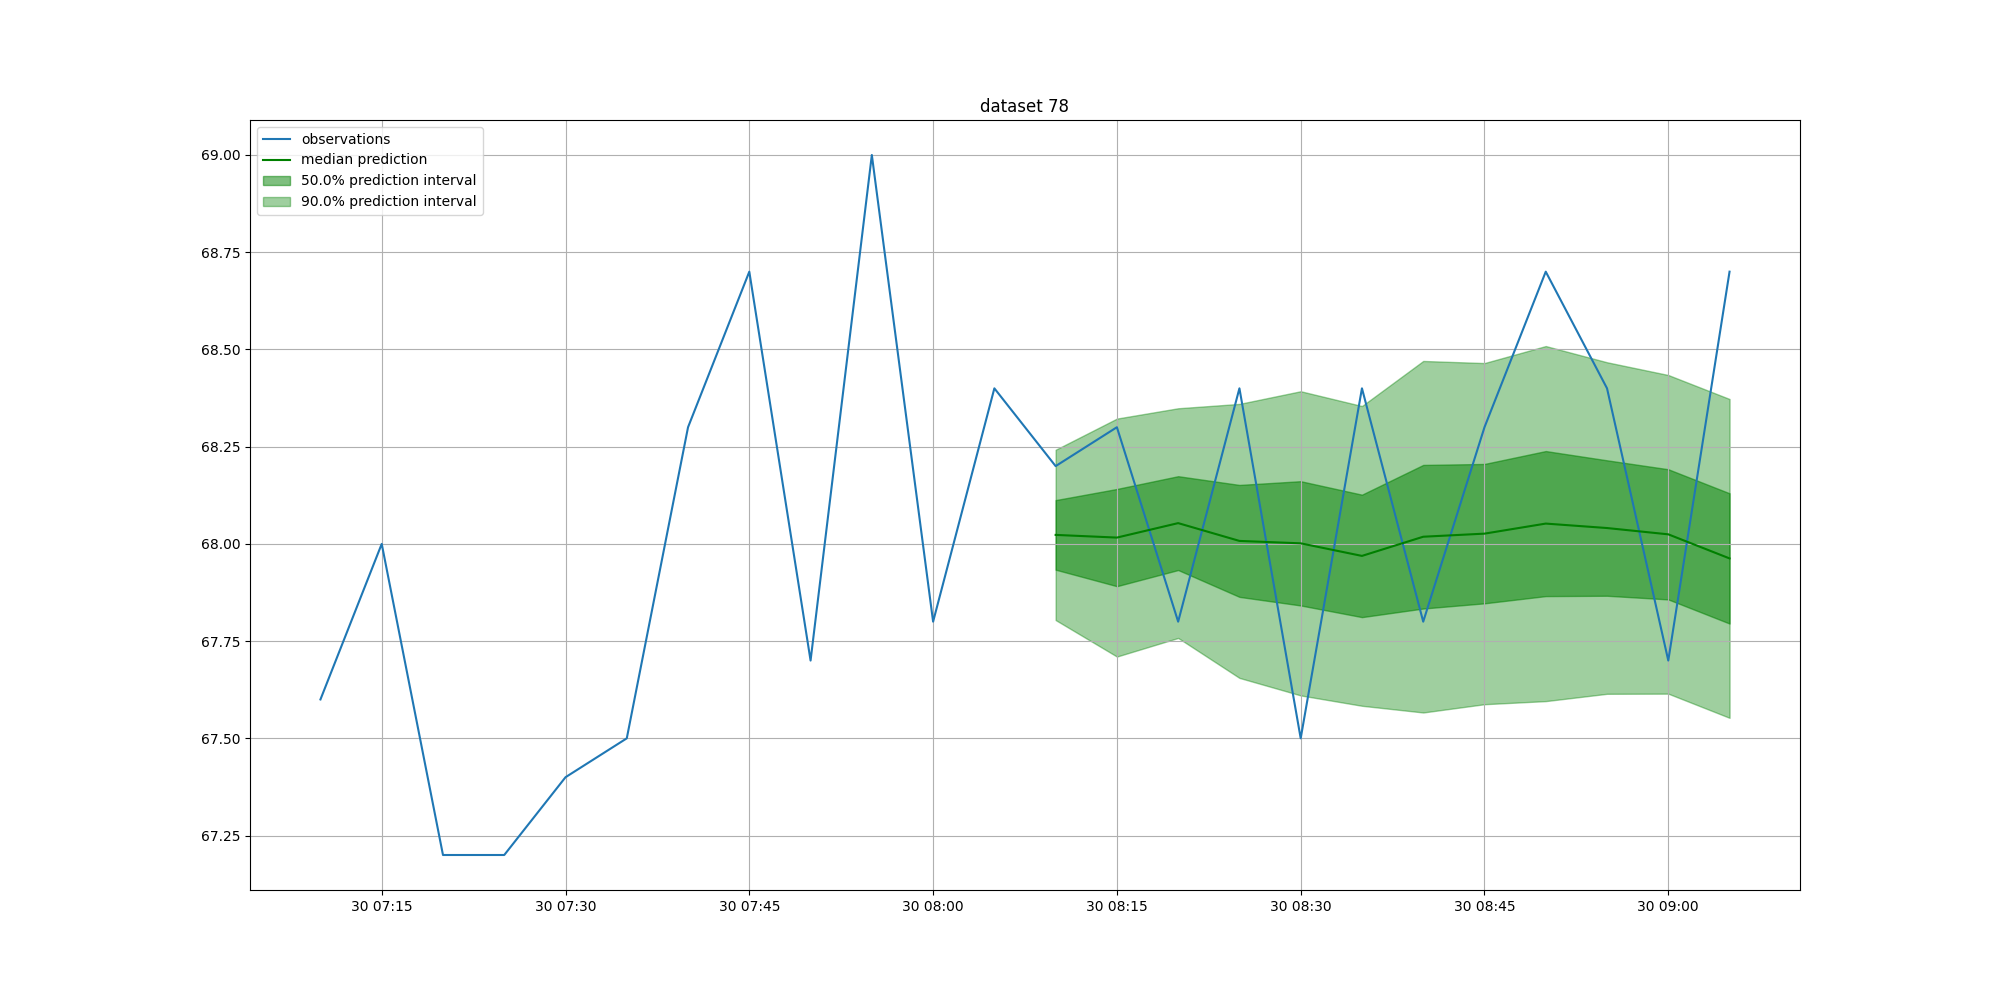 dataset 78
observations
median prediction
50.0% prediction interval
90.0% prediction interval
69.00
68.75
68.50
68.25
68.00
67.75
67.50
67.25
30 07:15 30 07:30 30 07:45 30 08:00 30 08:15 30 08:30 30 08:45 30 09:00